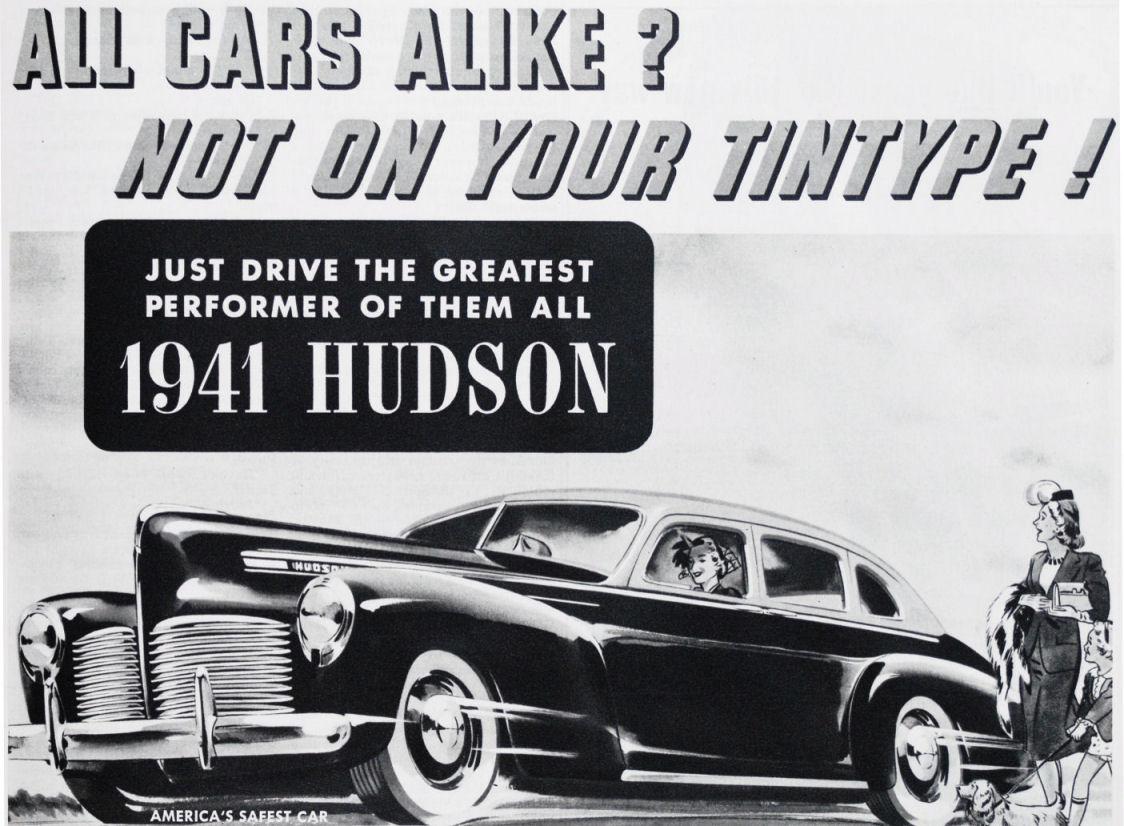 ALL CARS ALIKE ?
NOT ON YOUR TINTYPE !
JUST DRIVE THE GREATEST
PERFORMER OF THEM ALL
1941 HUDSON
HUDSON
AMERICA'S SAFEST CAR